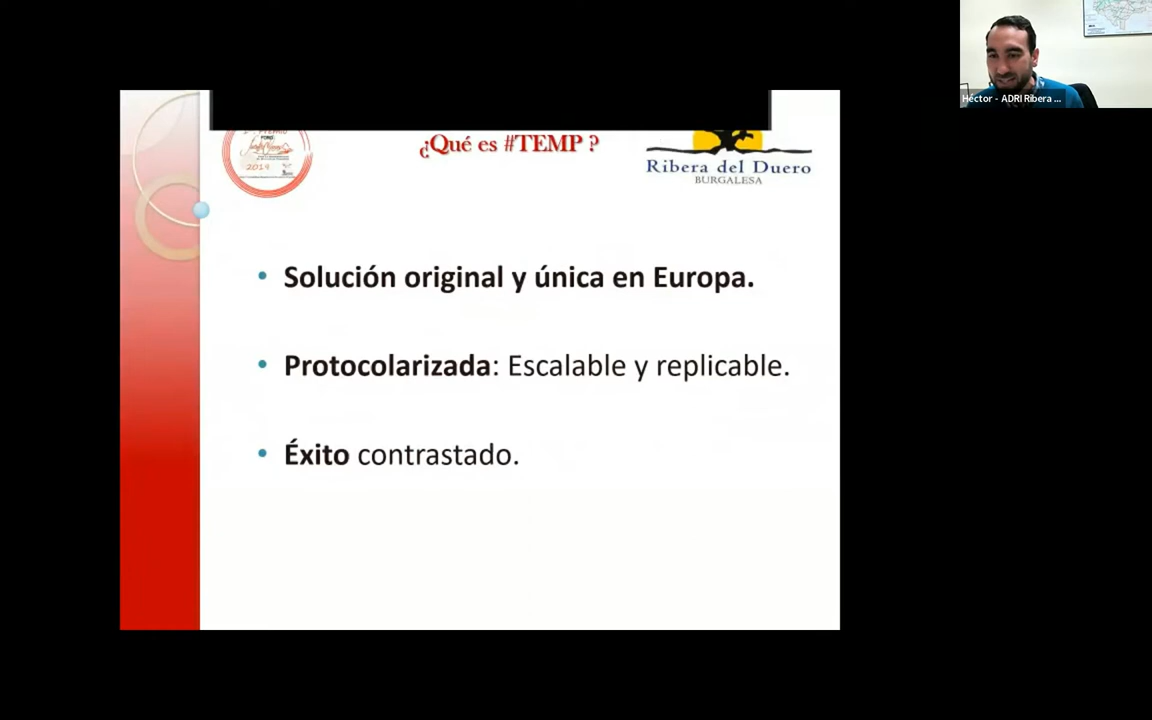 ¿Qué es #TEMP ?
2019
Ribera del Duero
BURGALESA
• Solución original y única en Europa.
• Protocolarizada: Escalable y replicable.
• Éxito contrastado.
Héctor - ADRI Ribera ...